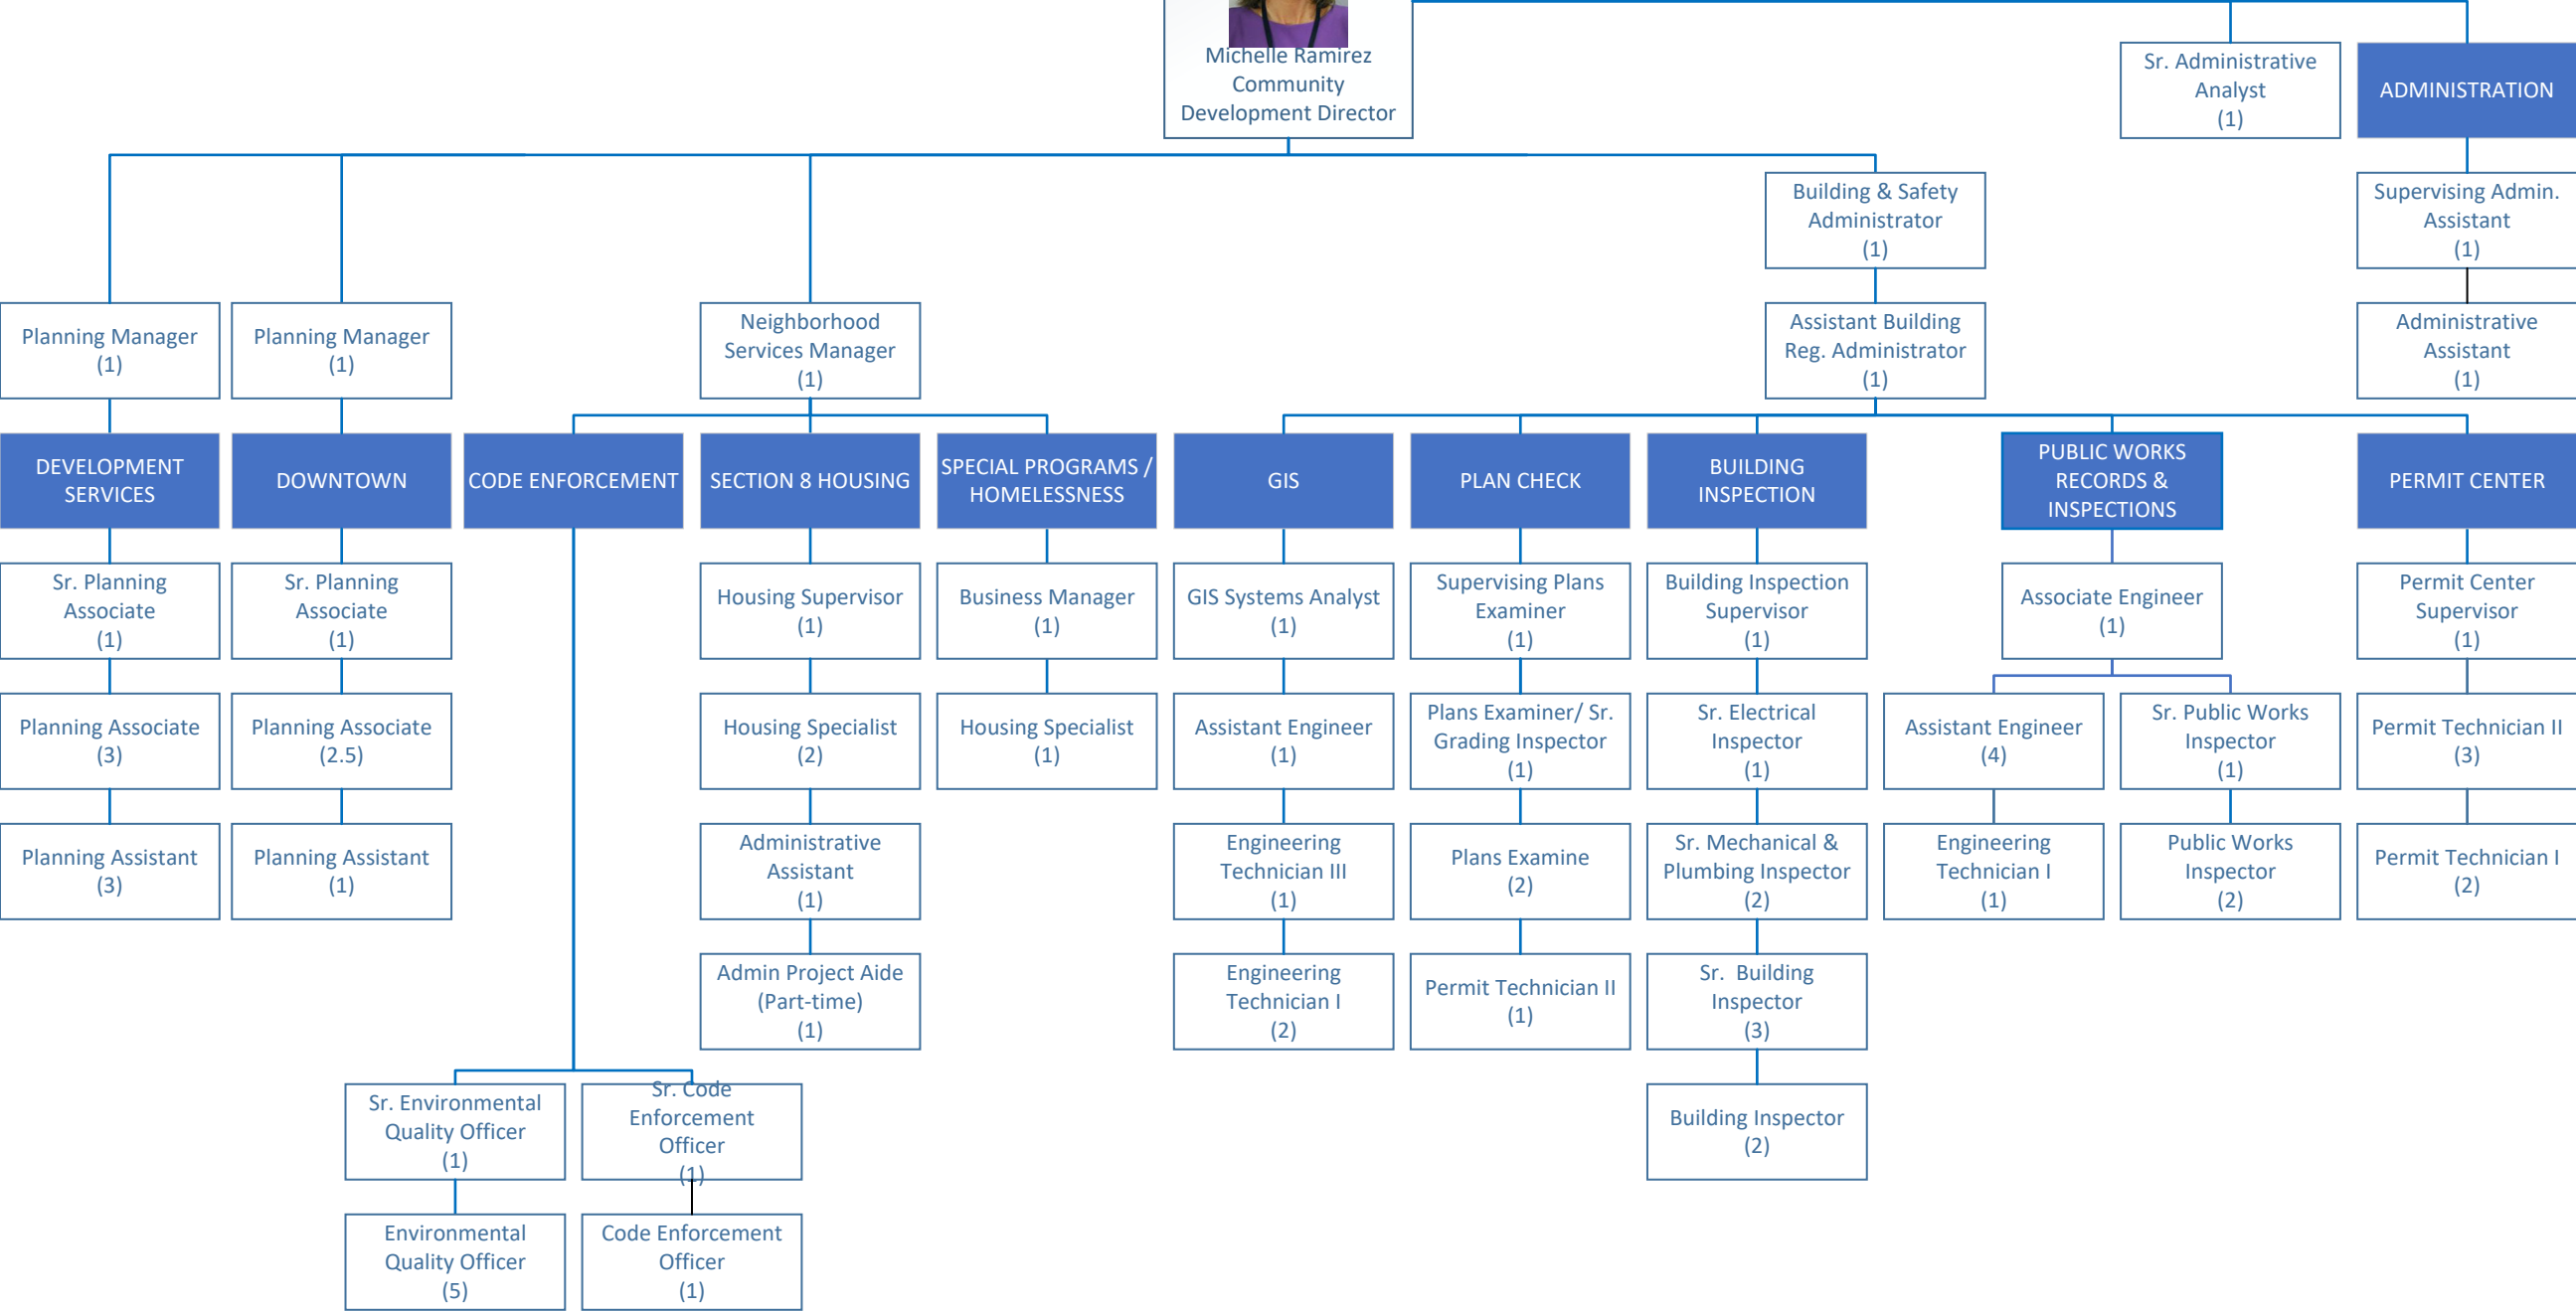 Michelle Ramirez
Community
Development Director
Sr. Administrative
Analyst
(1)
ADMINISTRATION
Building & Safety
Administrator
(1)
Supervising Admin.
Assistant
(1)
Planning Manager
(1)
Planning Manager
(1)
Neighborhood
Services Manager
(1)
Assistant Building
Reg. Administrator
(1)
Administrative
Assistant
(1)
DEVELOPMENT
SERVICES
DOWNTOWN
CODE ENFORCEMENT
SECTION 8 HOUSING
SPECIAL PROGRAMS /
HOMELESSNESS
GIS
PLAN CHECK
BUILDING
INSPECTION
PUBLIC WORKS
RECORDS &
INSPECTIONS
PERMIT CENTER
Sr. Planning
Associate
(1)
Sr. Planning
Associate
(1)
Housing Supervisor
(1)
Business Manager
(1)
GIS Systems Analyst
(1)
Supervising Plans
Examiner
(1)
Building Inspection
Supervisor
(1)
Associate Engineer
(1)
Permit Center
Supervisor
(1)
Planning Associate
(3)
Planning Associate
(2.5)
Housing Specialist
(2)
Housing Specialist
(1)
Assistant Engineer
(1)
Plans Examiner/ Sr.
Grading Inspector
(1)
Sr. Electrical
Inspector
(1)
Assistant Engineer
(4)
Sr. Public Works
Inspector
(1)
Permit Technician II
(3)
Planning Assistant
(3)
Planning Assistant
(1)
Administrative
Assistant
(1)
Engineering
Technician III
(1)
Plans Examine
(2)
Sr. Mechanical &
Plumbing Inspector
(2)
Engineering
Technician I
(1)
Public Works
Inspector
(2)
Permit Technician I
(2)
Admin Project Aide
(Part-time)
(1)
Engineering
Technician I
(2)
Permit Technician II
(1)
Sr. Building
Inspector
(3)
Sr. Environmental
Quality Officer
(1)
Sr. Code
Enforcement
Officer
(1)
Building Inspector
(2)
Environmental
Quality Officer
(5)
Code Enforcement
Officer
(1)